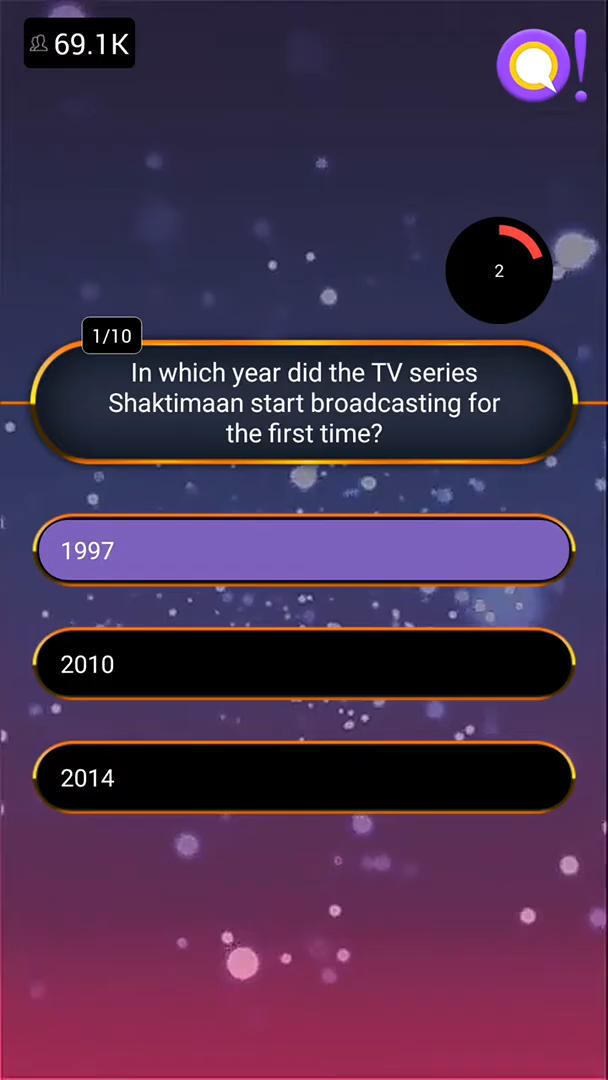 69.1K
2
1/10
In which year did the TV series
Shaktimaan start broadcasting for
the first time?
1997
2010
2014